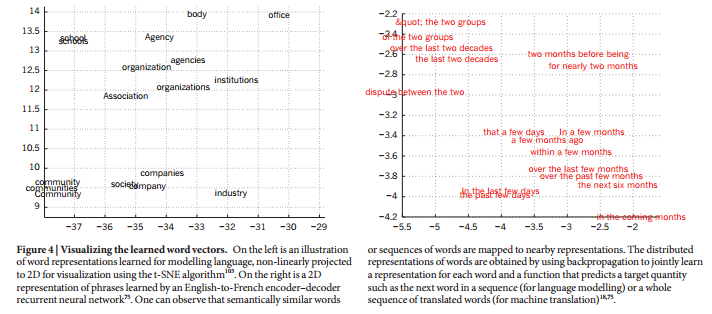 14
13.5
13
12.5
12
11.5
11
10.5
10
9.5
9
body
office
school
schools
Agency
agencies
organization
institutions
organizations
Association
companies
community
communities
Community
society
company
industry
−37 −36 −35 −34 −33 −32 −31 −30 −29
−2.2
−2.4
−2.6
−2.8
−3
−3.2
−3.4
−3.6
−3.8
−4
−4.2
&quot; the two groups
of the two groups
over the last two decades
the last two decades
two months before being
for nearly two months
dispute between the two
that a few days
In a few months
a few months ago
within a few months
over the last few months
over the past few months
the next six months
In the last few days
the past few days
in the coming months
−5.5 −5 −4.5 −4 −3.5 −3 −2.5 −2
Figure 4 | Visualizing the learned word vectors. On the left is an illustration
of word representations learned for modelling language, non-linearly projected
to 2D for visualization using the t-SNE algorithm103. On the right is a 2D
representation of phrases learned by an English-to-French encoder–decoder
recurrent neural network75. One can observe that semantically similar words
or sequences of words are mapped to nearby representations. The distributed
representations of words are obtained by using backpropagation to jointly learn
a representation for each word and a function that predicts a target quantity
such as the next word in a sequence (for language modelling) or a whole
sequence of translated words (for machine translation)18,75.